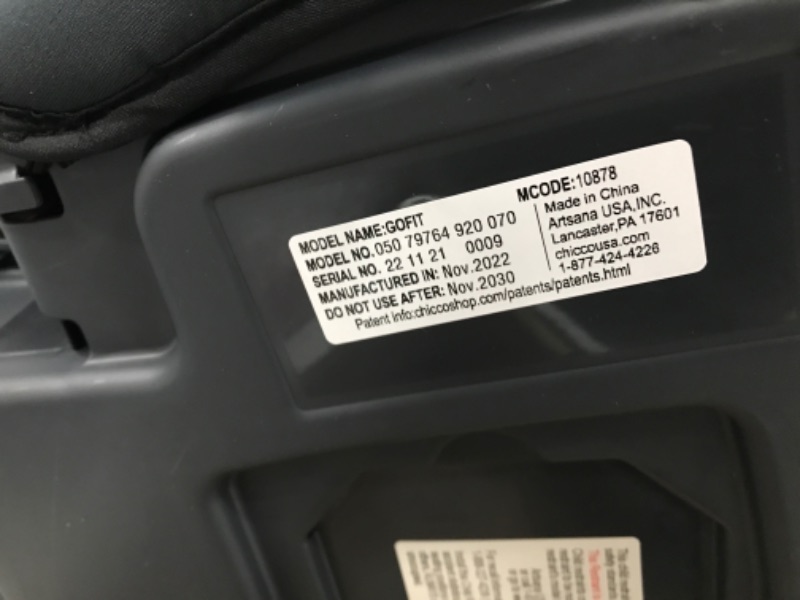 MODEL NAME:GOFIT
MCODE:10878
MODEL NO.050 79764 920 070
SERIAL NO. 22 11 21 0009
MANUFACTURED IN: Nov.2022
DO NOT USE AFTER: Nov.2030
Made in China
Artsana USA,INC.
Lancaster,PA 17601
chiccousa.com
1-877-424-4226
Patent info:chiccoshop.com/patents/patents.html